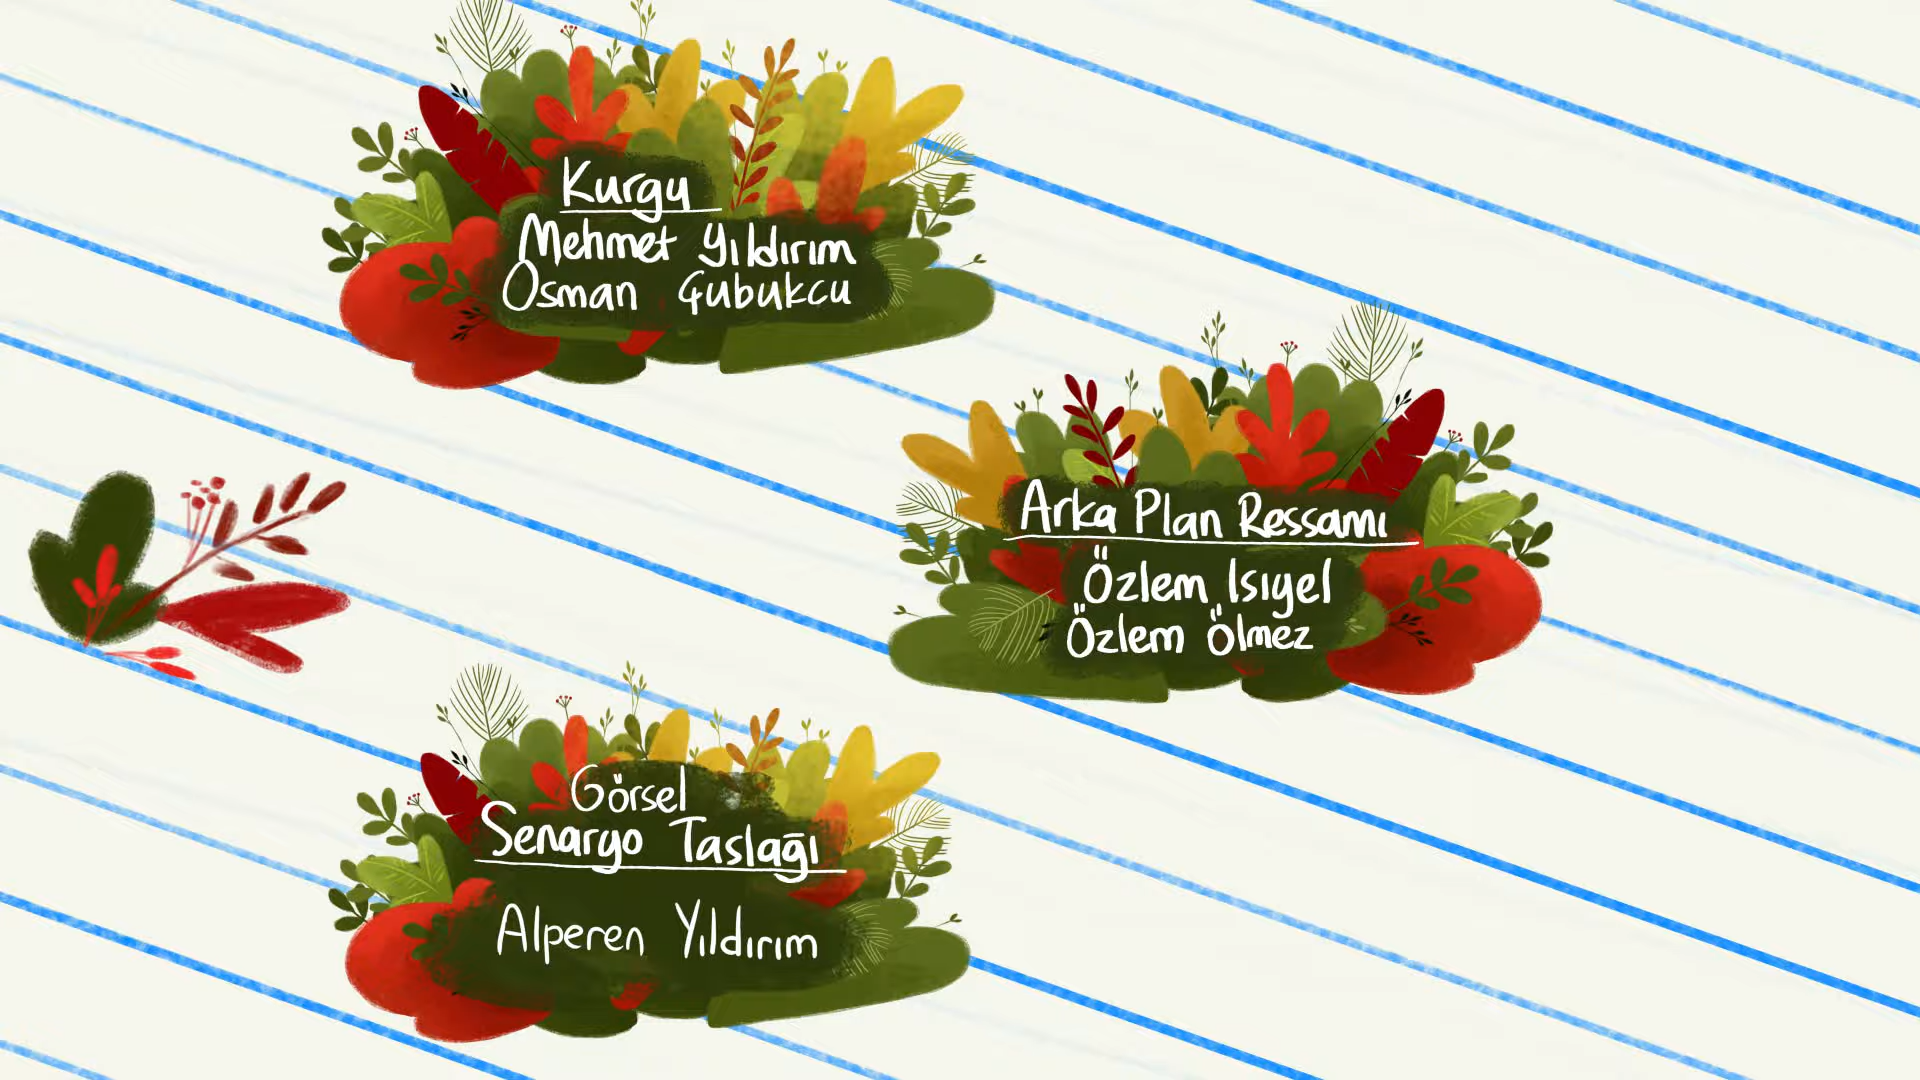 Kurgu
Mehmet Yıldırım
Osman Çubukcu
Arka Plan Ressamı
Özlem Isıyel
Özlem Ölmez
Görsel
Senaryo Taslağı
Alperen Yıldırım